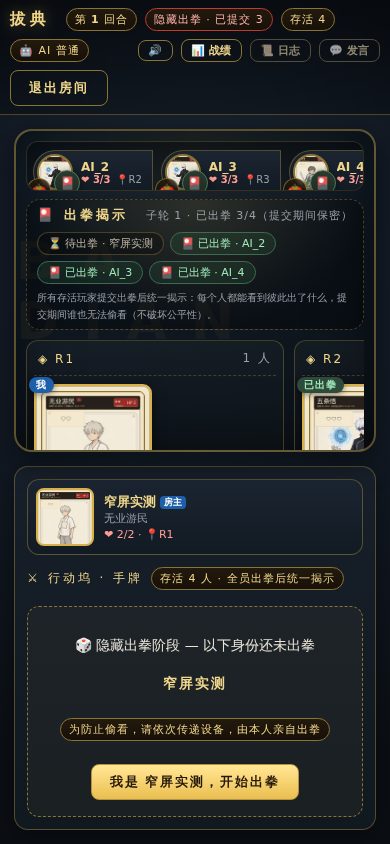 拔典 第 1 回合 隐藏出拳 · 已提交 3 存活 4
🤖 AI 普通 🔊 📊 战绩 📜 日志 💬 发言
退出房间
AI_2 AI_3 AI_4
❤ 3/3 📍R2 ❤ 3/3 📍R3 ❤ 3/3
🎴 出拳揭示 子轮 1 · 已出拳 3/4（提交期间保密）
⏳ 待出拳 · 窄屏实测 🎴 已出拳 · AI_2
🎴 已出拳 · AI_3 🎴 已出拳 · AI_4
所有存活玩家提交出拳后统一揭示：每个人都能看到彼此出了什么，提
交期间谁也无法偷看（不破坏公平性）。
◈ R1 1 人 ◈ R2
我 已出拳
无业游民 五条悟
窄屏实测 房主
无业游民
❤ 2/2 · 📍R1
⚔ 行动坞 · 手牌 存活 4 人 · 全员出拳后统一揭示
🎲 隐藏出拳阶段 — 以下身份还未出拳
窄屏实测
为防止偷看，请依次传递设备，由本人亲自出拳
我是 窄屏实测，开始出拳